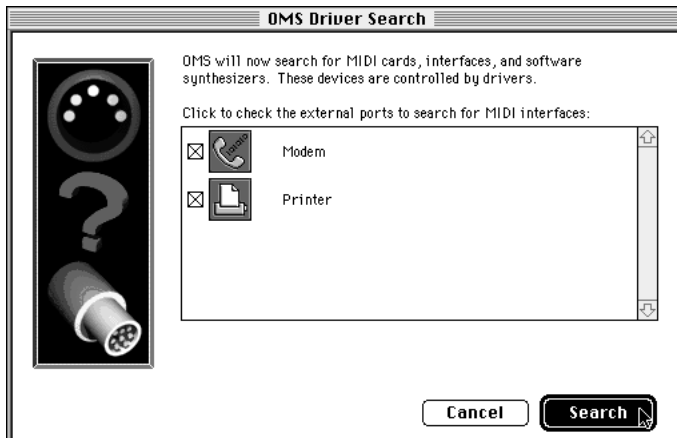 OMS Driver Search
OMS will now search for MIDI cards, interfaces, and software
synthesizers. These devices are controlled by drivers.
Click to check the external ports to search for MIDI interfaces:
Modem
Printer
Cancel
Search